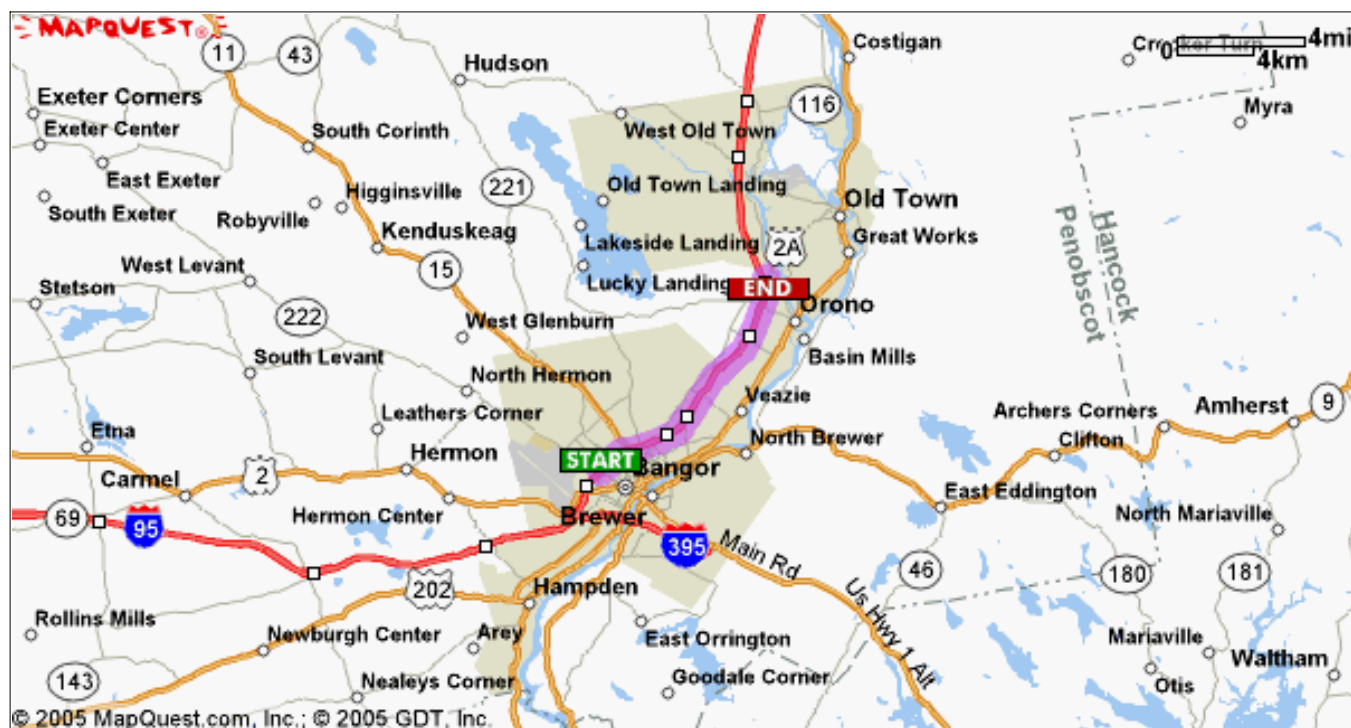 MAPQUEST®
11
43
Hudson
Costigan
Crocker Turn
0 4mi
4km
Exeter Corners
Exeter Center
South Corinth
West Old Town
116
Myra
East Exeter
Higginsville
221
Old Town Landing
South Exeter
Robyville
Old Town
Kenduskeag
Lakeside Landing
2A
Great Works
Hancock
Penobscot
West Levant
15
Lucky Landing
END
Stetson
222
Orono
West Glenburn
Basin Mills
South Levant
North Hermon
Veazie
Leathers Corner
Archers Corners
Amherst
9
Etna
Hermon
START
Bangor
North Brewer
Clifton
Carmel
2
East Eddington
Hermon Center
Brewer
North Mariaville
69
95
395
Main Rd
46
180
181
202
Hampden
Us Hwy 1 Alt
Rollins Mills
Newburgh Center
Arey
East Orrington
Mariaville
Waltham
143
Nealeys Corner
Goodale Corner
Otis
© 2005 MapQuest.com, Inc.; © 2005 GDT, Inc.